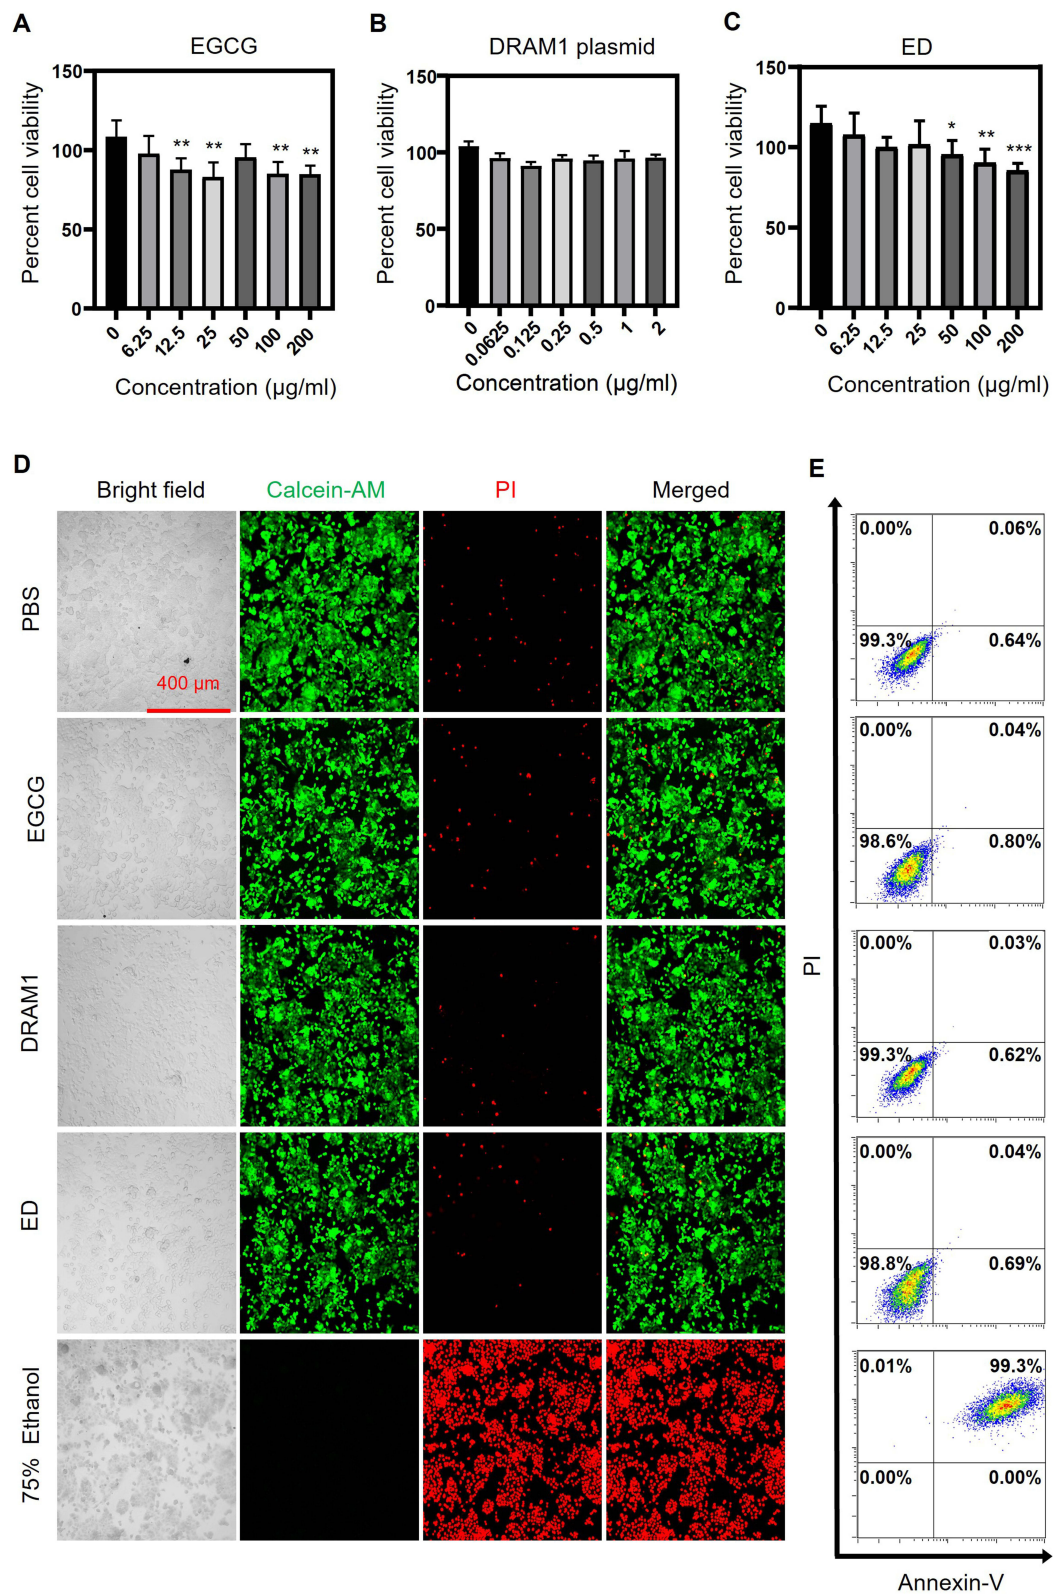 A
EGCG
Percent cell viability
150
100
50
0
** ** ** **
0 6.25 12.5 25 50 100 200
Concentration (µg/ml)
B
DRAM1 plasmid
Percent cell viability
150
100
50
0
0 0.0625 0.125 0.25 0.5 1 2
Concentration (µg/ml)
C
ED
Percent cell viability
150
100
50
0
* ** ***
0 6.25 12.5 25 50 100 200
Concentration (µg/ml)
D
Bright field Calcein-AM PI Merged
PBS
400 µm
EGCG
DRAM1
ED
75% Ethanol
E
0.00% 0.06%
99.3% 0.64%
0.00% 0.04%
98.6% 0.80%
0.00% 0.03%
99.3% 0.62%
0.00% 0.04%
98.8% 0.69%
0.01% 99.3%
0.00% 0.00%
PI
Annexin-V